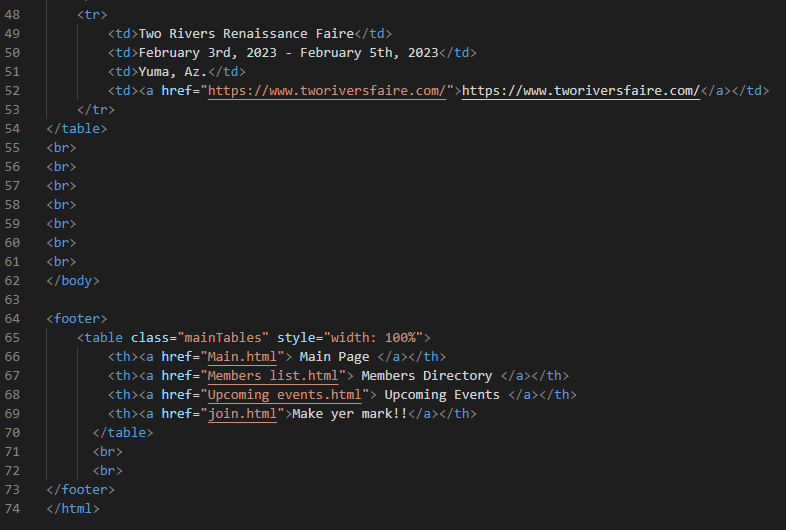 48 <tr>
49 <td>Two Rivers Renaissance Faire</td>
50 <td>February 3rd, 2023 - February 5th, 2023</td>
51 <td>Yuma, Az.</td>
52 <td><a href="https://www.tworiversfaire.com/">https://www.tworiversfaire.com/</a></td>
53 </tr>
54 </table>
55 <br>
56 <br>
57 <br>
58 <br>
59 <br>
60 <br>
61 <br>
62 </body>
63
64 <footer>
65 <table class="mainTables" style="width: 100%">
66 <th><a href="Main.html"> Main Page </a></th>
67 <th><a href="Members list.html"> Members Directory </a></th>
68 <th><a href="Upcoming events.html"> Upcoming Events </a></th>
69 <th><a href="join.html">Make yer mark!!</a></th>
70 </table>
71 <br>
72 <br>
73 </footer>
74 </html>